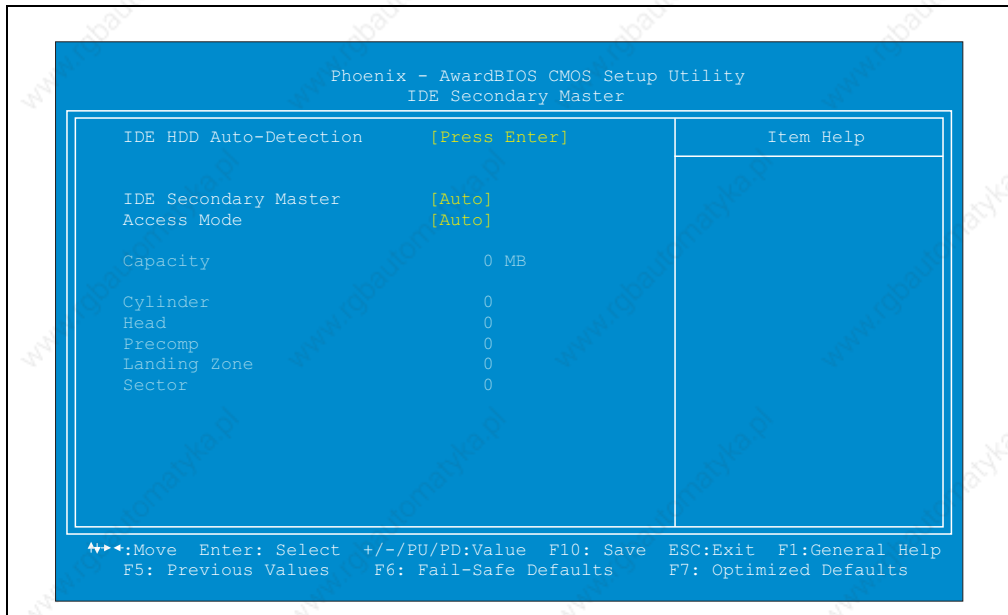 Phoenix - AwardBIOS CMOS Setup Utility
IDE Secondary Master
IDE HDD Auto-Detection [Press Enter]
Item Help
IDE Secondary Master [Auto]
Access Mode [Auto]
Capacity 0 MB
Cylinder 0
Head 0
Precomp 0
Landing Zone 0
Sector 0
:Move Enter: Select +/-/PU/PD:Value F10: Save ESC:Exit F1:General Help
F5: Previous Values F6: Fail-Safe Defaults F7: Optimized Defaults
www.rgbautomatyka.pl